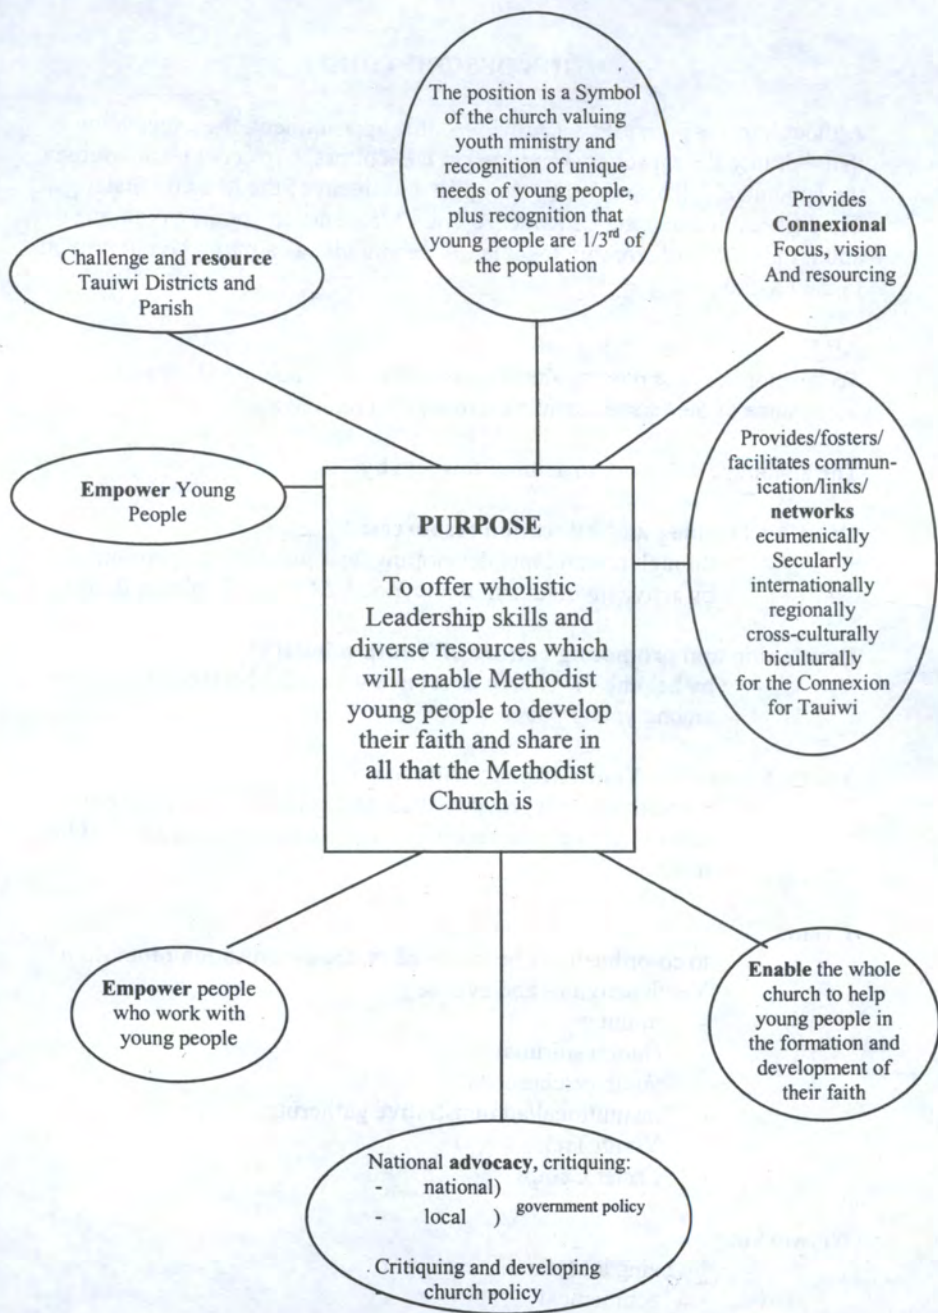 The position is a Symbol
of the church valuing
youth ministry and
recognition of unique
needs of young people,
plus recognition that
young people are 1/3rd of
the population
Provides
Connexional
Focus, vision
And resourcing
Challenge and resource
Tauiwi Districts and
Parish
Provides/fosters/
facilitates commun-
ication/links/
networks
ecumenically
Secularly
internationally
regionally
cross-culturally
biculturally
for the Connexion
for Tauiwi
Empower Young
People
PURPOSE
To offer wholistic
Leadership skills and
diverse resources which
will enable Methodist
young people to develop
their faith and share in
all that the Methodist
Church is
Empower people
who work with
young people
Enable the whole
church to help
young people in
the formation and
development of
their faith
National advocacy, critiquing:
- national)
- local ) government policy
Critiquing and developing
church policy